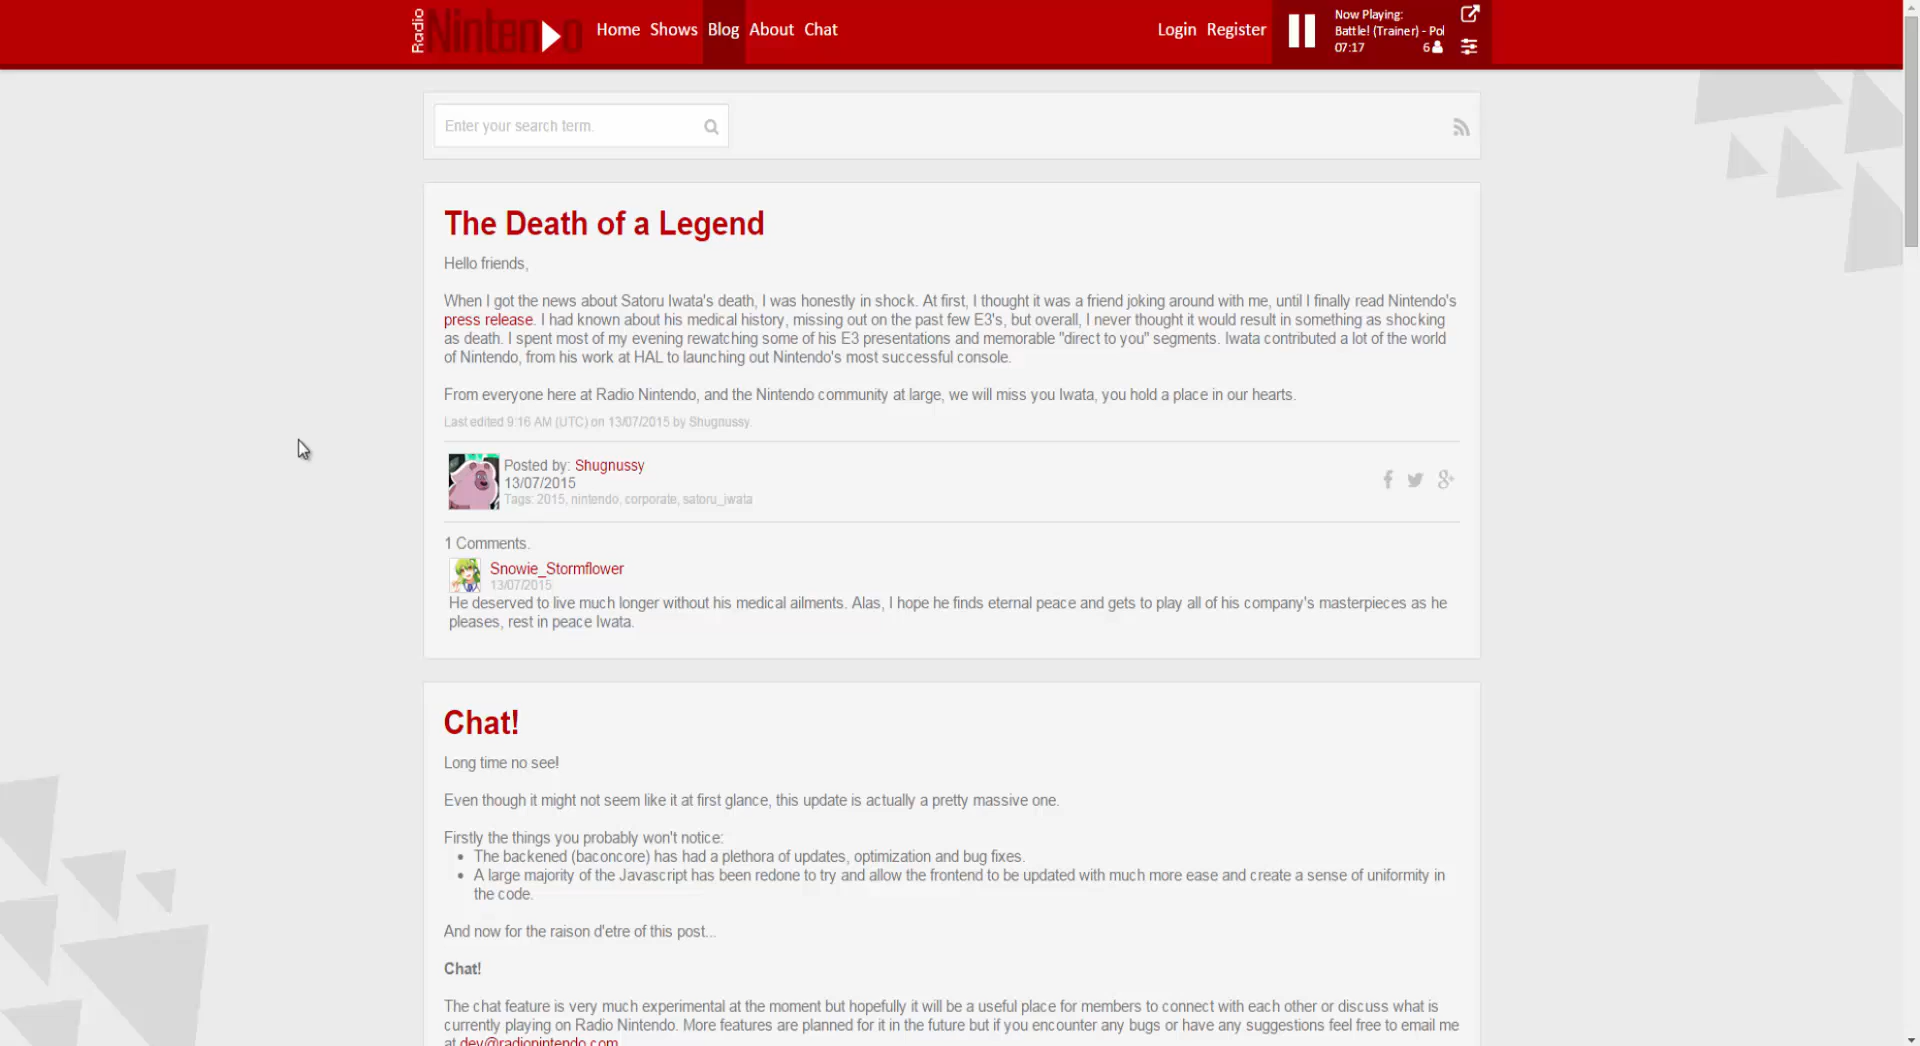 Radio Nintendo
Home Shows Blog About Chat
Login Register
Now Playing:
Battle! (Trainer) - Pol
07:17 6
Enter your search term.
The Death of a Legend
Hello friends,
When I got the news about Satoru Iwata's death, I was honestly in shock. At first, I thought it was a friend joking around with me, until I finally read Nintendo's
press release. I had known about his medical history, missing out on the past few E3's, but overall, I never thought it would result in something as shocking
as death. I spent most of my evening rewatching some of his E3 presentations and memorable "direct to you" segments. Iwata contributed a lot of the world
of Nintendo, from his work at HAL to launching out Nintendo's most successful console.
From everyone here at Radio Nintendo, and the Nintendo community at large, we will miss you Iwata, you hold a place in our hearts.
Last edited 9:16 AM (UTC) on 13/07/2015 by Shugnussy.
Posted by: Shugnussy
13/07/2015
Tags: 2015, nintendo, corporate, satoru_iwata
1 Comments.
Snowie_Stormflower
13/07/2015
He deserved to live much longer without his medical ailments. Alas, I hope he finds eternal peace and gets to play all of his company's masterpieces as he
pleases, rest in peace Iwata.
Chat!
Long time no see!
Even though it might not seem like it at first glance, this update is actually a pretty massive one.
Firstly the things you probably won't notice:
• The backened (baconcore) has had a plethora of updates, optimization and bug fixes.
• A large majority of the Javascript has been redone to try and allow the frontend to be updated with much more ease and create a sense of uniformity in
the code.
And now for the raison d'etre of this post...
Chat!
The chat feature is very much experimental at the moment but hopefully it will be a useful place for members to connect with each other or discuss what is
currently playing on Radio Nintendo. More features are planned for it in the future but if you encounter any bugs or have any suggestions feel free to email me
at dev@radionintendo.com